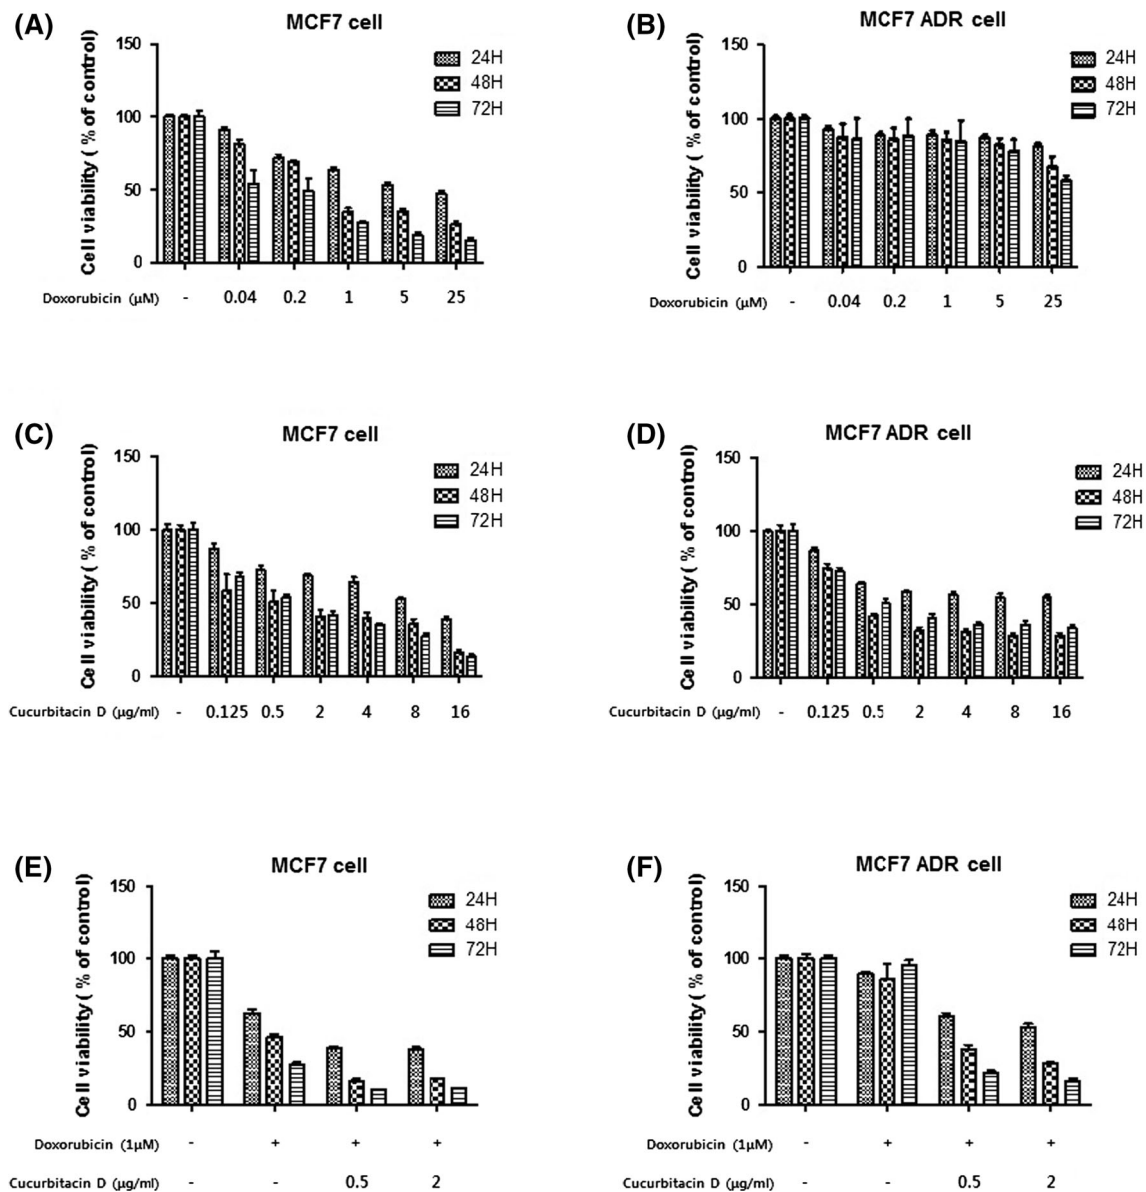 (A)
MCF7 cell
Cell viability ( % of control)
150
100
50
0
24H
48H
72H
Doxorubicin (μM) - 0.04 0.2 1 5 25
(B)
MCF7 ADR cell
Cell viability ( % of control)
150
100
50
0
24H
48H
72H
Doxorubicin (μM) - 0.04 0.2 1 5 25
(C)
MCF7 cell
Cell viability ( % of control)
150
100
50
0
24H
48H
72H
Cucurbitacin D (μg/ml) - 0.125 0.5 2 4 8 16
(D)
MCF7 ADR cell
Cell viability ( % of control)
150
100
50
0
24H
48H
72H
Cucurbitacin D (μg/ml) - 0.125 0.5 2 4 8 16
(E)
MCF7 cell
Cell viability ( % of control)
150
100
50
0
24H
48H
72H
Doxorubicin (1μM) - + + +
Cucurbitacin D (μg/ml) - - 0.5 2
(F)
MCF7 ADR cell
Cell viability ( % of control)
150
100
50
0
24H
48H
72H
Doxorubicin (1μM) - + + +
Cucurbitacin D (μg/ml) - - 0.5 2